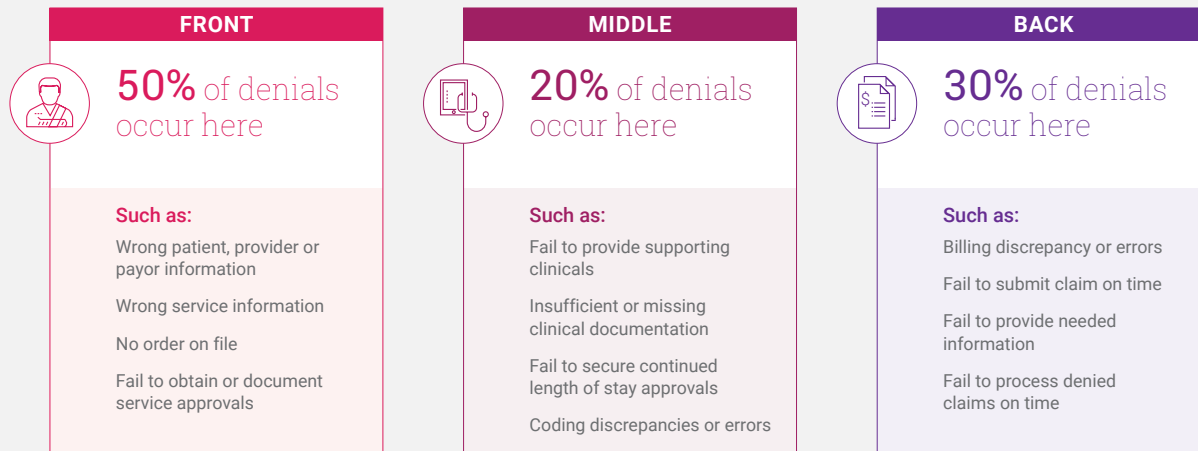 FRONT
50% of denials
occur here
Such as:
Wrong patient, provider or
payor information
Wrong service information
No order on file
Fail to obtain or document
service approvals
MIDDLE
20% of denials
occur here
Such as:
Fail to provide supporting
clinicals
Insufficient or missing
clinical documentation
Fail to secure continued
length of stay approvals
Coding discrepancies or errors
BACK
30% of denials
occur here
$
Such as:
Billing discrepancy or errors
Fail to submit claim on time
Fail to provide needed
information
Fail to process denied
claims on time